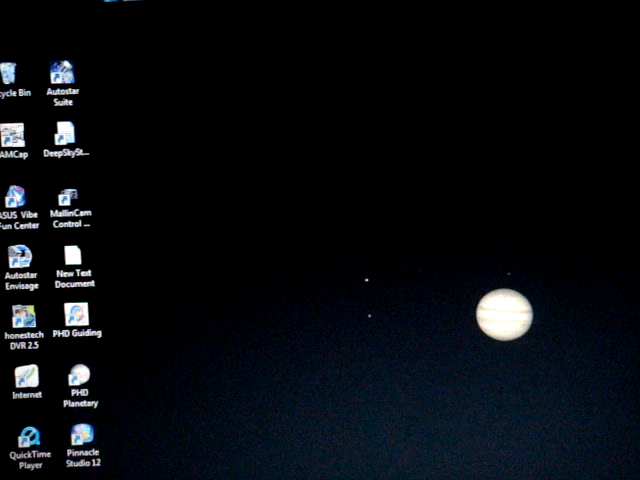 cycle Bin
Autostar
Suite
AMCap
DeepSkySt...
ASUS Vibe
Fun Center
MallinCam
Control ...
Autostar
Envisage
New Text
Document
honestech
DVR 2.5
PHD Guiding
Internet
PHD
Planetary
QuickTime
Player
Pinnacle
Studio 12